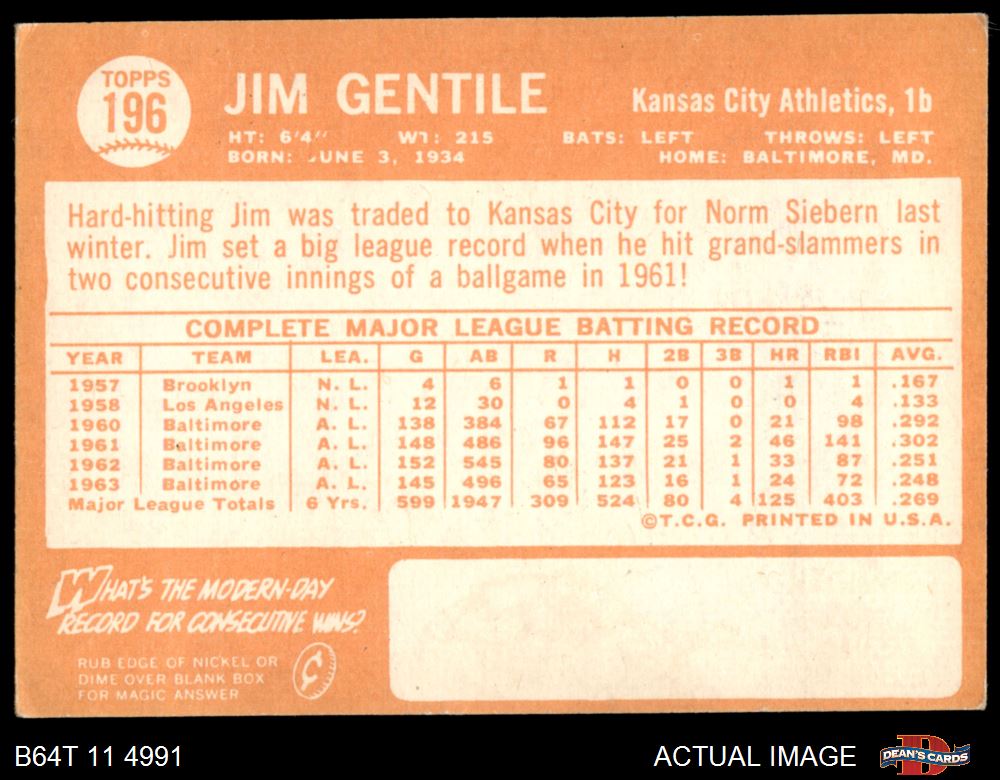 TOPPS
196
JIM GENTILE
Kansas City Athletics, 1b
HT: 6'4" WT: 215 BATS: LEFT THROWS: LEFT
BORN: JUNE 3, 1934 HOME: BALTIMORE, MD.
Hard-hitting Jim was traded to Kansas City for Norm Siebern last
winter. Jim set a big league record when he hit grand-slammers in
two consecutive innings of a ballgame in 1961!
COMPLETE MAJOR LEAGUE BATTING RECORD
YEAR TEAM LEA. G AB R H 2B 3B HR RBI AVG.
1957 Brooklyn N. L. 4 6 1 1 0 0 1 1 .167
1958 Los Angeles N. L. 12 30 0 4 1 0 0 4 .133
1960 Baltimore A. L. 138 384 67 112 17 0 21 98 .292
1961 Baltimore A. L. 148 486 96 147 25 2 46 141 .302
1962 Baltimore A. L. 152 545 80 137 21 1 33 87 .251
1963 Baltimore A. L. 145 496 65 123 16 1 24 72 .248
Major League Totals 6 Yrs. 599 1947 309 524 80 4 125 403 .269
©T.C.G. PRINTED IN U.S.A.
WHAT'S THE MODERN-DAY
RECORD FOR CONSECUTIVE WINS?
RUB EDGE OF NICKEL OR
DIME OVER BLANK BOX
FOR MAGIC ANSWER
¢
B64T 11 4991
ACTUAL IMAGE
DEAN'S CARDS